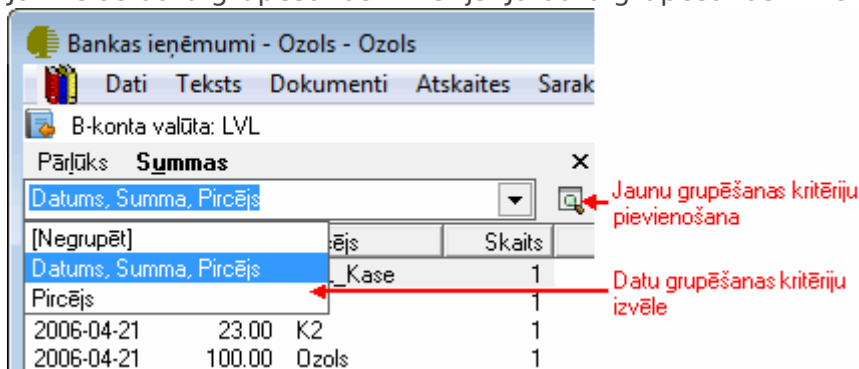 Bankas ieņēmumi - Ozols - Ozols
Dati Teksts Dokumenti Atskaites Sarak
B-konta valūta: LVL
Pārlūks Summas
Datums, Summa, Pircējs
Jaunu grupēšanas kritēriju
pievienošana
[Negrupēt]
cējs Skaits
Datums, Summa, Pircējs
_Kase 1
Datu grupēšanas kritēriju
izvēle
Pircējs
1
2006-04-21 23.00 K2 1
2006-04-21 100.00 Ozols 1